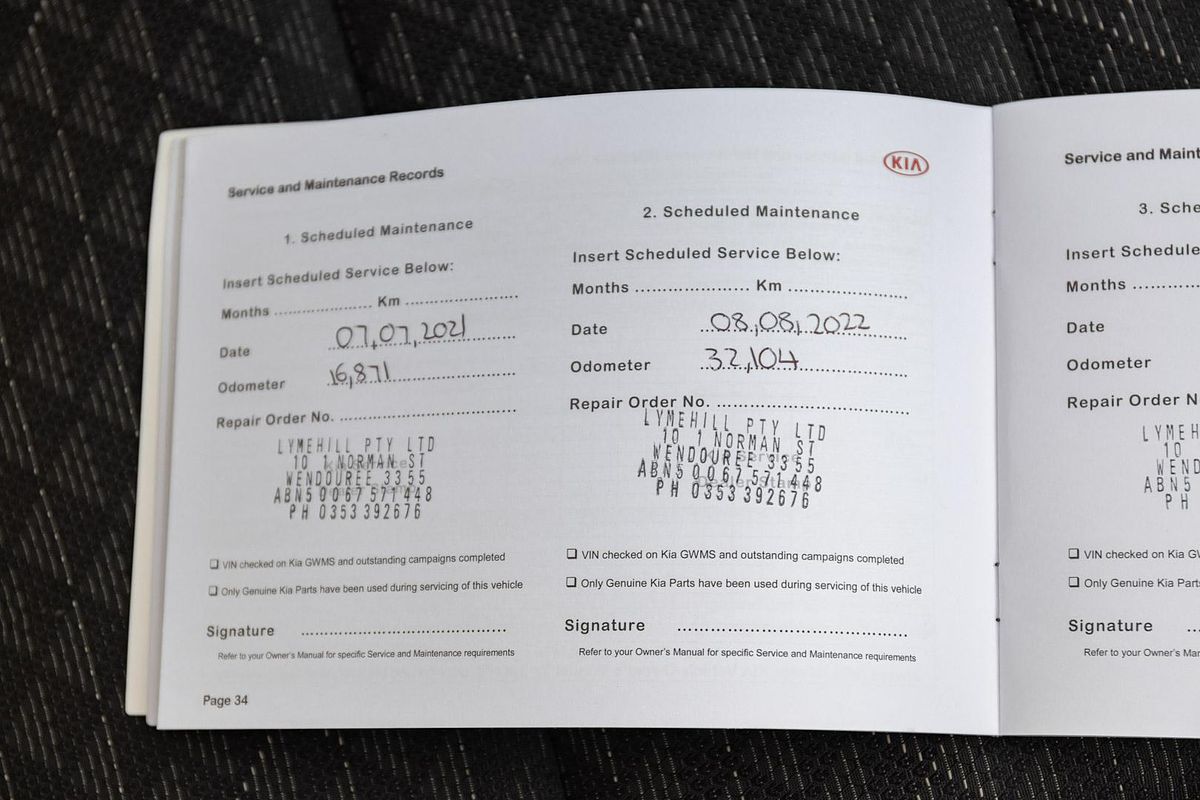 Service and Maintenance Records
KIA
1. Scheduled Maintenance
Insert Scheduled Service Below:
Months .................... Km ........................
Date 07,07,2021
Odometer 16,871
Repair Order No. ......................................
LYMEHILL PTY LTD
10 1 NORMAN ST
WENDOUREE 3355
ABN50067571448
PH 0353392676
❑ VIN checked on Kia GWMS and outstanding campaigns completed
❑ Only Genuine Kia Parts have been used during servicing of this vehicle
Signature ...............................................
Refer to your Owner's Manual for specific Service and Maintenance requirements
Page 34
2. Scheduled Maintenance
Insert Scheduled Service Below:
Months ....................... Km ........................
Date 08,08,2022
Odometer 32,104
Repair Order No. ......................................
LYMEHILL PTY LTD
10 1 NORMAN ST
WENDOUREE 3355
ABN50067571448
PH 0353392676
❑ VIN checked on Kia GWMS and outstanding campaigns completed
❑ Only Genuine Kia Parts have been used during servicing of this vehicle
Signature ...............................................
Refer to your Owner's Manual for specific Service and Maintenance requirements
Service and Maint
3. Sche
Insert Schedule
Months ..............
Date
Odometer
Repair Order N
LYMEH
10
WEND
ABN5
PH
❑ VIN checked on Kia GW
❑ Only Genuine Kia Parts
Signature ..
Refer to your Owner's Mar